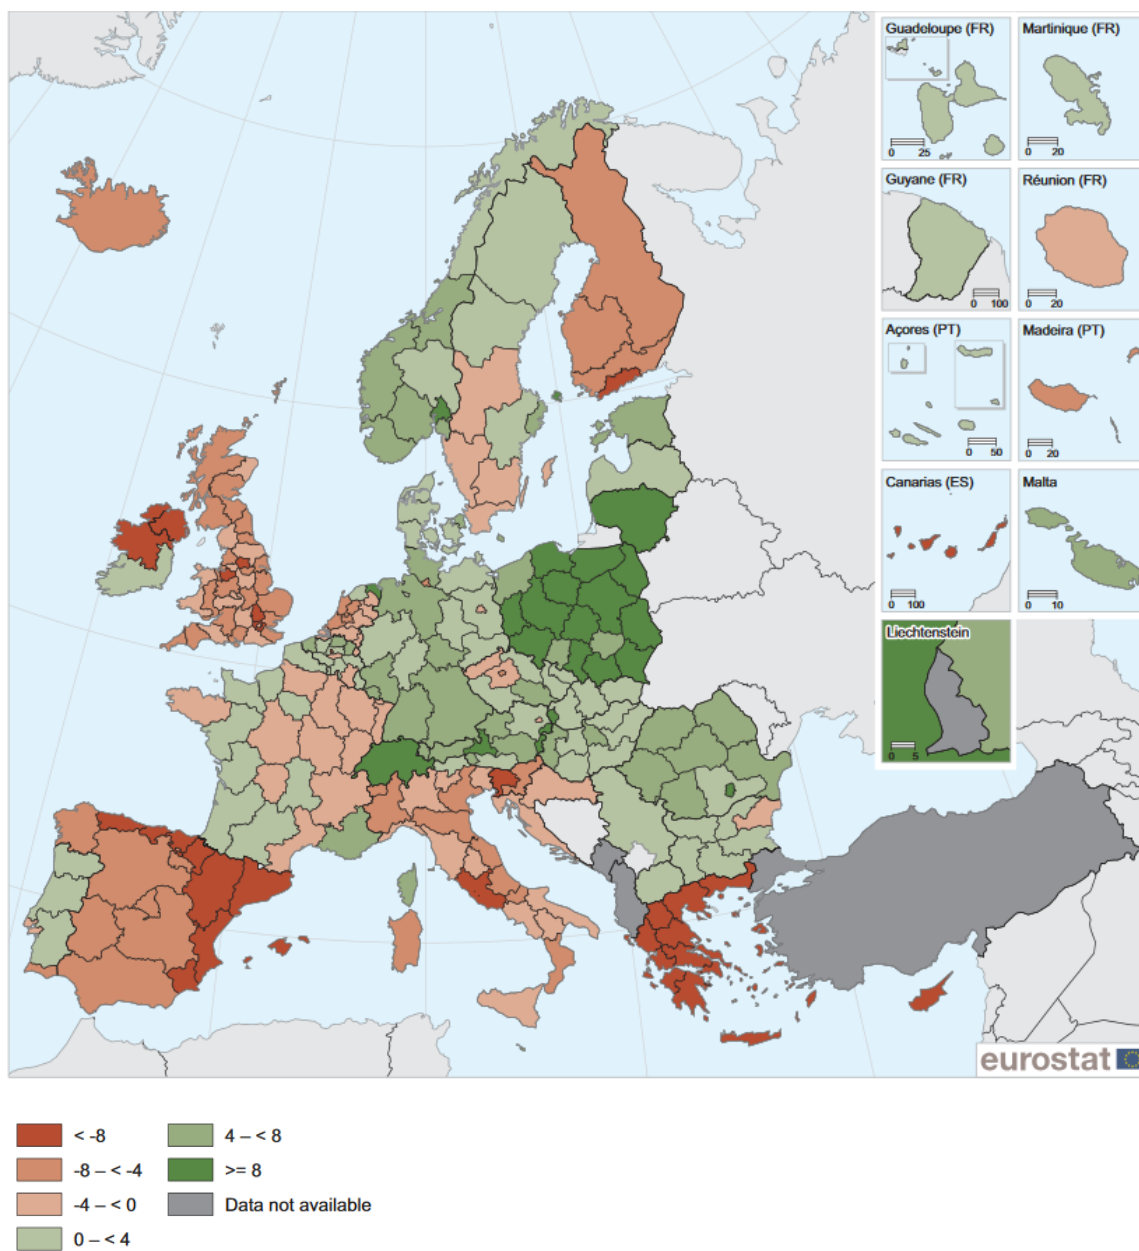 Guadeloupe (FR)
0 25
Martinique (FR)
0 20
Guyane (FR)
0 100
Réunion (FR)
0 20
Açores (PT)
0 50
Madeira (PT)
0 20
Canarias (ES)
0 100
Malta
0 10
Liechtenstein
0 5
eurostat
< -8
-8 – < -4
-4 – < 0
0 – < 4
4 – < 8
>= 8
Data not available